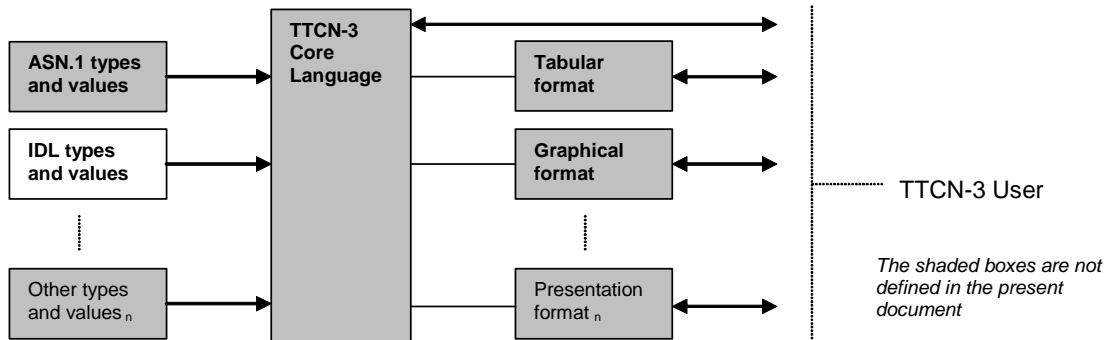 TTCN-3
Core
Language
ASN.1 types
and values
Tabular
format
IDL types
and values
Graphical
format
TTCN-3 User
Other types
and values n
Presentation
format n
The shaded boxes are not
defined in the present
document